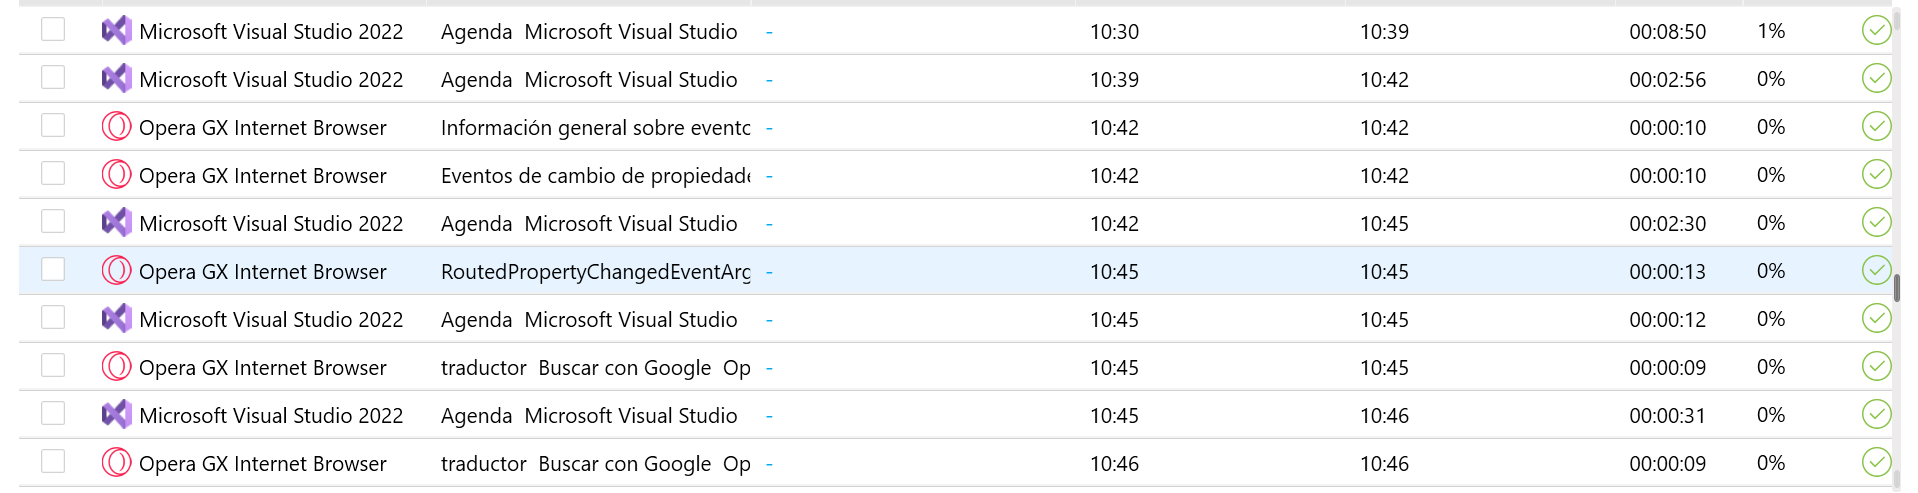 Microsoft Visual Studio 2022 Agenda  Microsoft Visual Studio - 10:30 10:39 00:08:50 1%
Microsoft Visual Studio 2022 Agenda  Microsoft Visual Studio - 10:39 10:42 00:02:56 0%
Opera GX Internet Browser Información general sobre evento - 10:42 10:42 00:00:10 0%
Opera GX Internet Browser Eventos de cambio de propiedade - 10:42 10:42 00:00:10 0%
Microsoft Visual Studio 2022 Agenda  Microsoft Visual Studio - 10:42 10:45 00:02:30 0%
Opera GX Internet Browser RoutedPropertyChangedEventArg - 10:45 10:45 00:00:13 0%
Microsoft Visual Studio 2022 Agenda  Microsoft Visual Studio - 10:45 10:45 00:00:12 0%
Opera GX Internet Browser traductor  Buscar con Google  Op - 10:45 10:45 00:00:09 0%
Microsoft Visual Studio 2022 Agenda  Microsoft Visual Studio - 10:45 10:46 00:00:31 0%
Opera GX Internet Browser traductor  Buscar con Google  Op - 10:46 10:46 00:00:09 0%